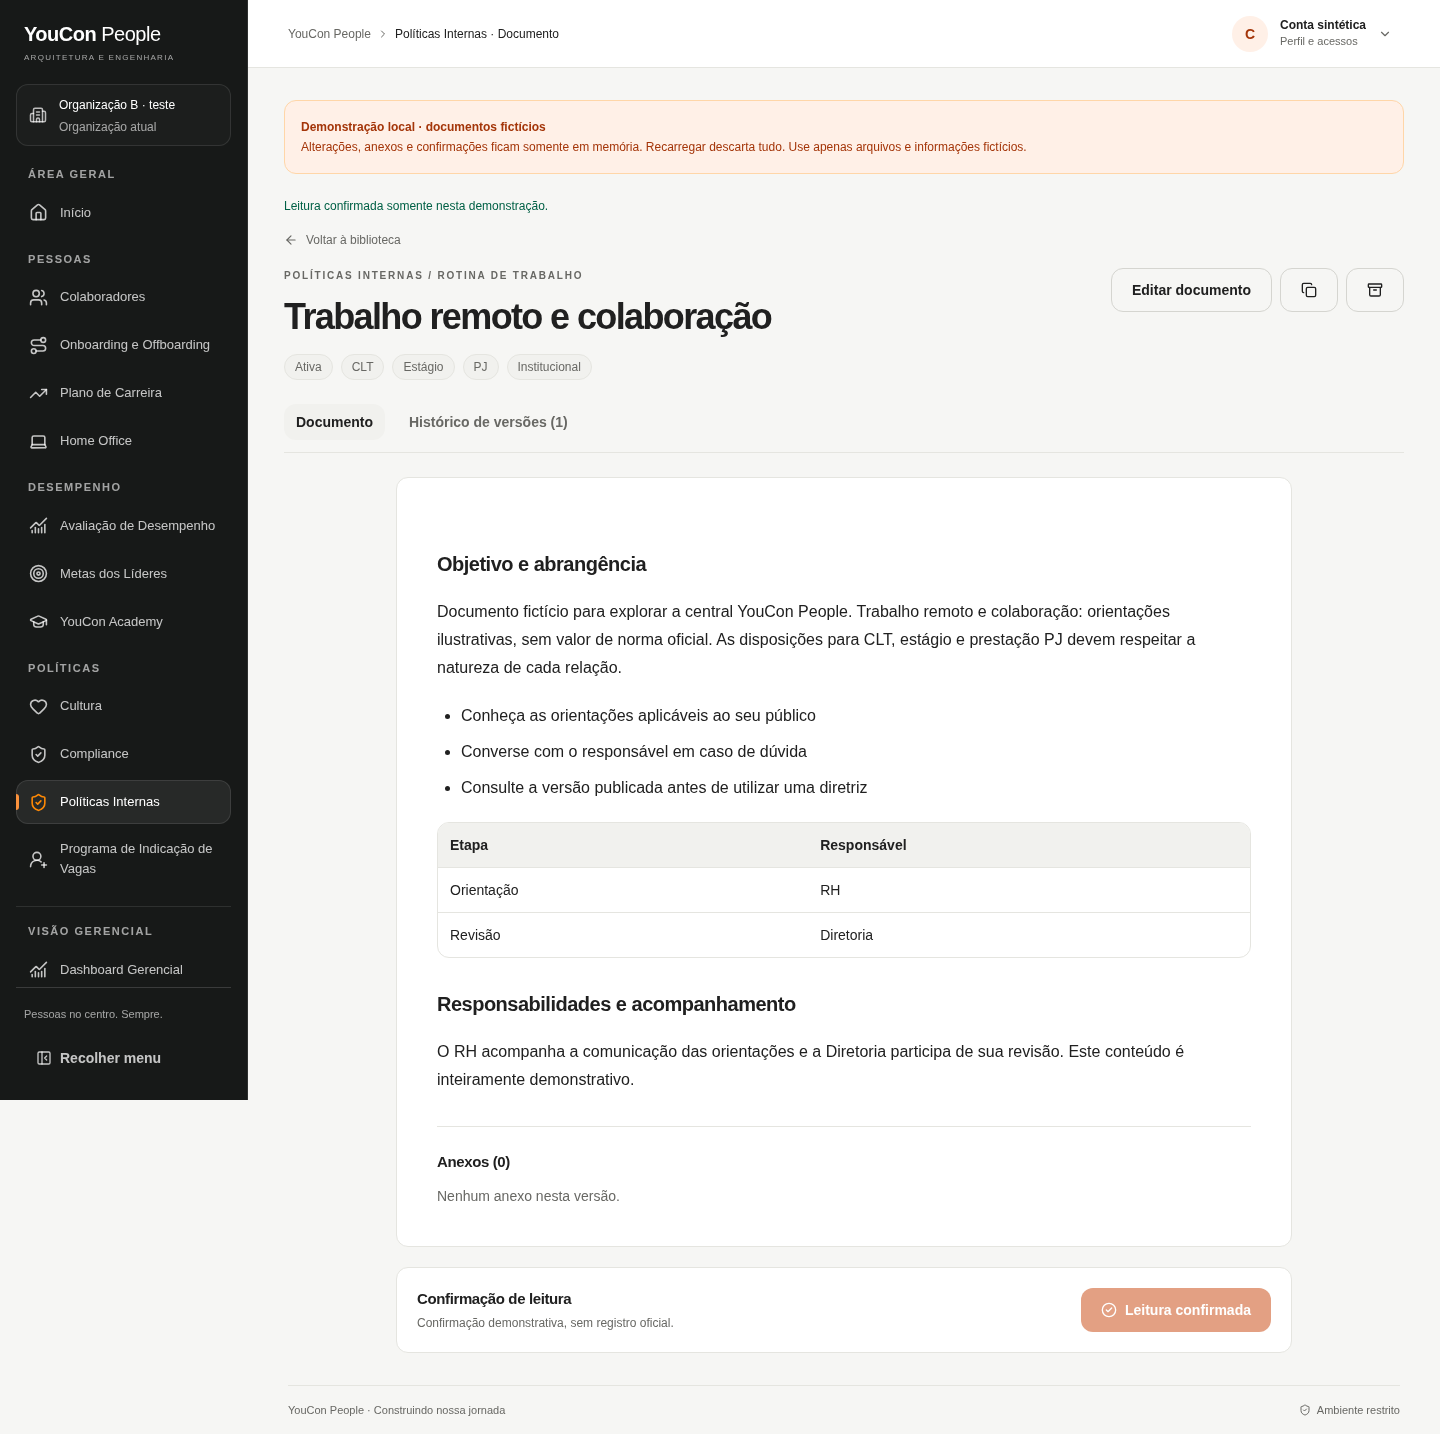 YouCon People
ARQUITETURA E ENGENHARIA
Organização B · teste
Organização atual
ÁREA GERAL
Início
PESSOAS
Colaboradores
Onboarding e Offboarding
Plano de Carreira
Home Office
DESEMPENHO
Avaliação de Desempenho
Metas dos Líderes
YouCon Academy
POLÍTICAS
Cultura
Compliance
Políticas Internas
Programa de Indicação de
Vagas
VISÃO GERENCIAL
Dashboard Gerencial
Pessoas no centro. Sempre.
Recolher menu
YouCon People > Políticas Internas · Documento
C
Conta sintética
Perfil e acessos
Demonstração local · documentos fictícios
Alterações, anexos e confirmações ficam somente em memória. Recarregar descarta tudo. Use apenas arquivos e informações fictícios.
Leitura confirmada somente nesta demonstração.
Voltar à biblioteca
POLÍTICAS INTERNAS / ROTINA DE TRABALHO
Trabalho remoto e colaboração
Editar documento
Ativa CLT Estágio PJ Institucional
Documento Histórico de versões (1)
Objetivo e abrangência
Documento fictício para explorar a central YouCon People. Trabalho remoto e colaboração: orientações
ilustrativas, sem valor de norma oficial. As disposições para CLT, estágio e prestação PJ devem respeitar a
natureza de cada relação.
• Conheça as orientações aplicáveis ao seu público
• Converse com o responsável em caso de dúvida
• Consulte a versão publicada antes de utilizar uma diretriz
Etapa Responsável
Orientação RH
Revisão Diretoria
Responsabilidades e acompanhamento
O RH acompanha a comunicação das orientações e a Diretoria participa de sua revisão. Este conteúdo é
inteiramente demonstrativo.
Anexos (0)
Nenhum anexo nesta versão.
Confirmação de leitura
Confirmação demonstrativa, sem registro oficial.
Leitura confirmada
YouCon People · Construindo nossa jornada
Ambiente restrito